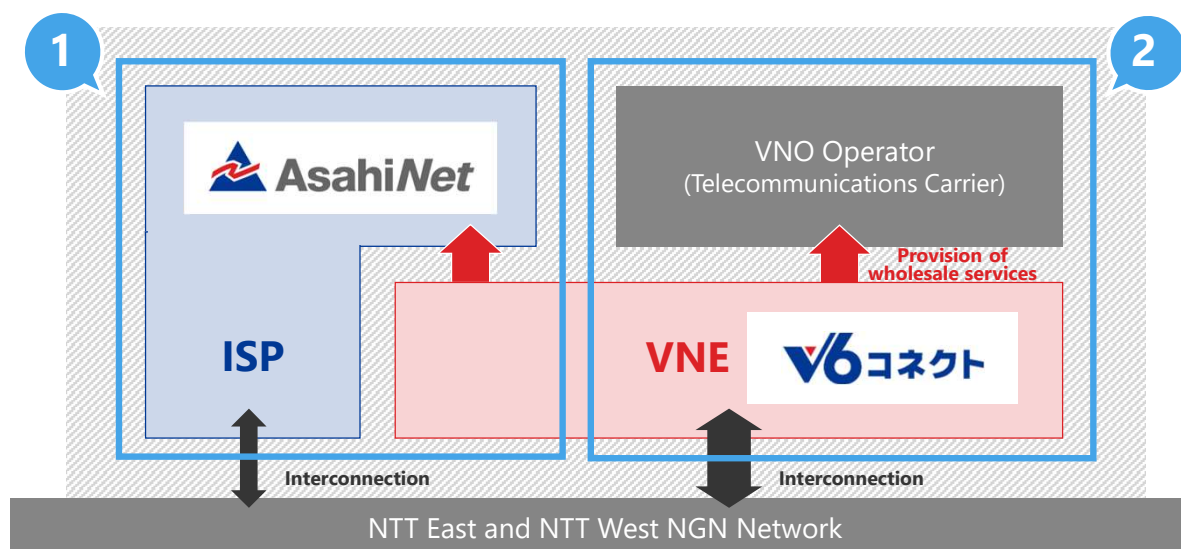 1
2
AsahiNet
VNO Operator
(Telecommunications Carrier)
Provision of
wholesale services
ISP
VNE
V6コネクト
Interconnection
Interconnection
NTT East and NTT West NGN Network